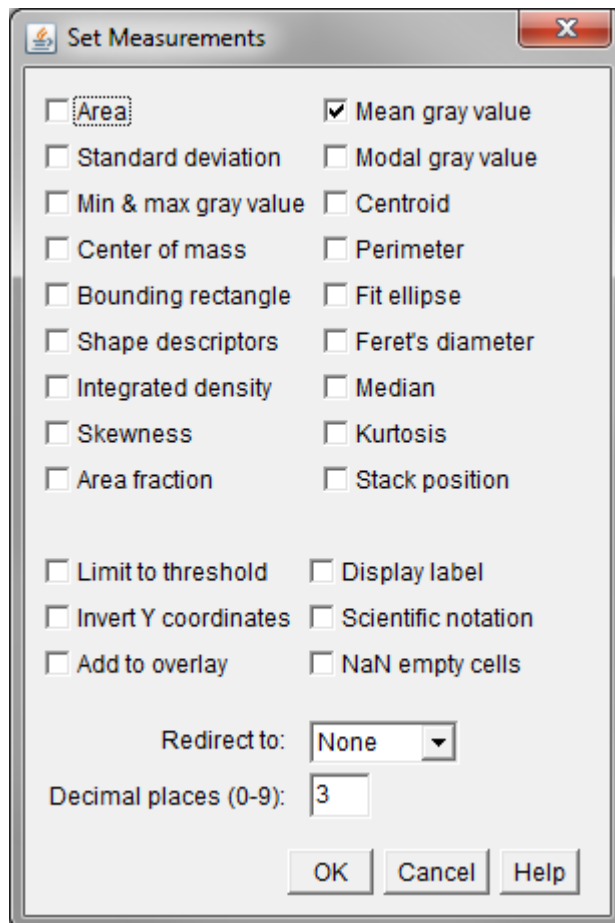 Set Measurements
Area Mean gray value
Standard deviation Modal gray value
Min & max gray value Centroid
Center of mass Perimeter
Bounding rectangle Fit ellipse
Shape descriptors Feret's diameter
Integrated density Median
Skewness Kurtosis
Area fraction Stack position
Limit to threshold Display label
Invert Y coordinates Scientific notation
Add to overlay NaN empty cells
Redirect to: None
Decimal places (0-9): 3
OK Cancel Help